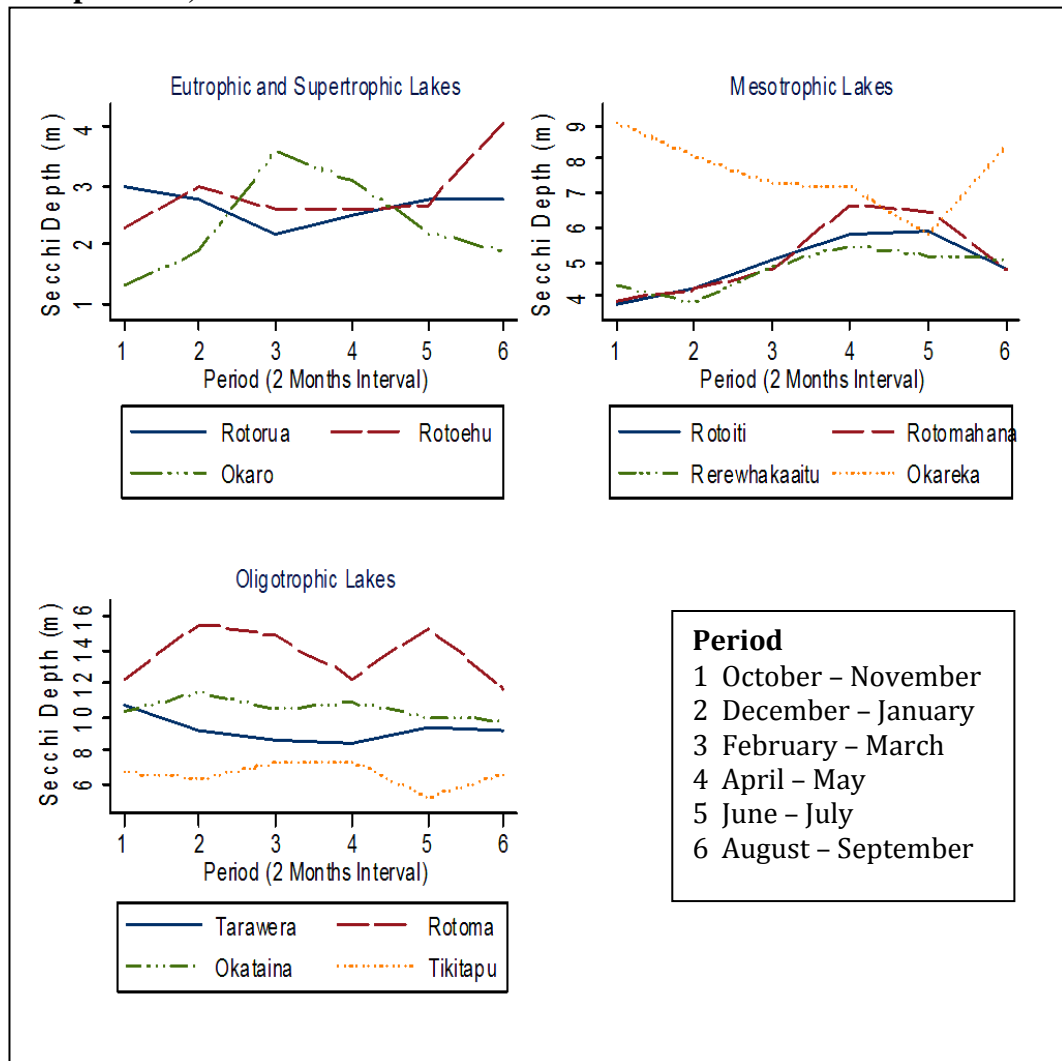 Eutrophic and Supertrophic Lakes
Secchi Depth (m)
4
3
2
1
1 2 3 4 5 6
Period (2 Months Interval)
Rotorua Rotoehu
Okaro
Mesotrophic Lakes
Secchi Depth (m)
9
8
7
6
5
4
1 2 3 4 5 6
Period (2 Months Interval)
Rotoiti Rotomahana
Rerewhakaaitu Okareka
Oligotrophic Lakes
Secchi Depth (m)
16
14
12
10
8
6
1 2 3 4 5 6
Period (2 Months Interval)
Tarawera Rotoma
Okataina Tikitapu
Period
1 October – November
2 December – January
3 February – March
4 April – May
5 June – July
6 August – September